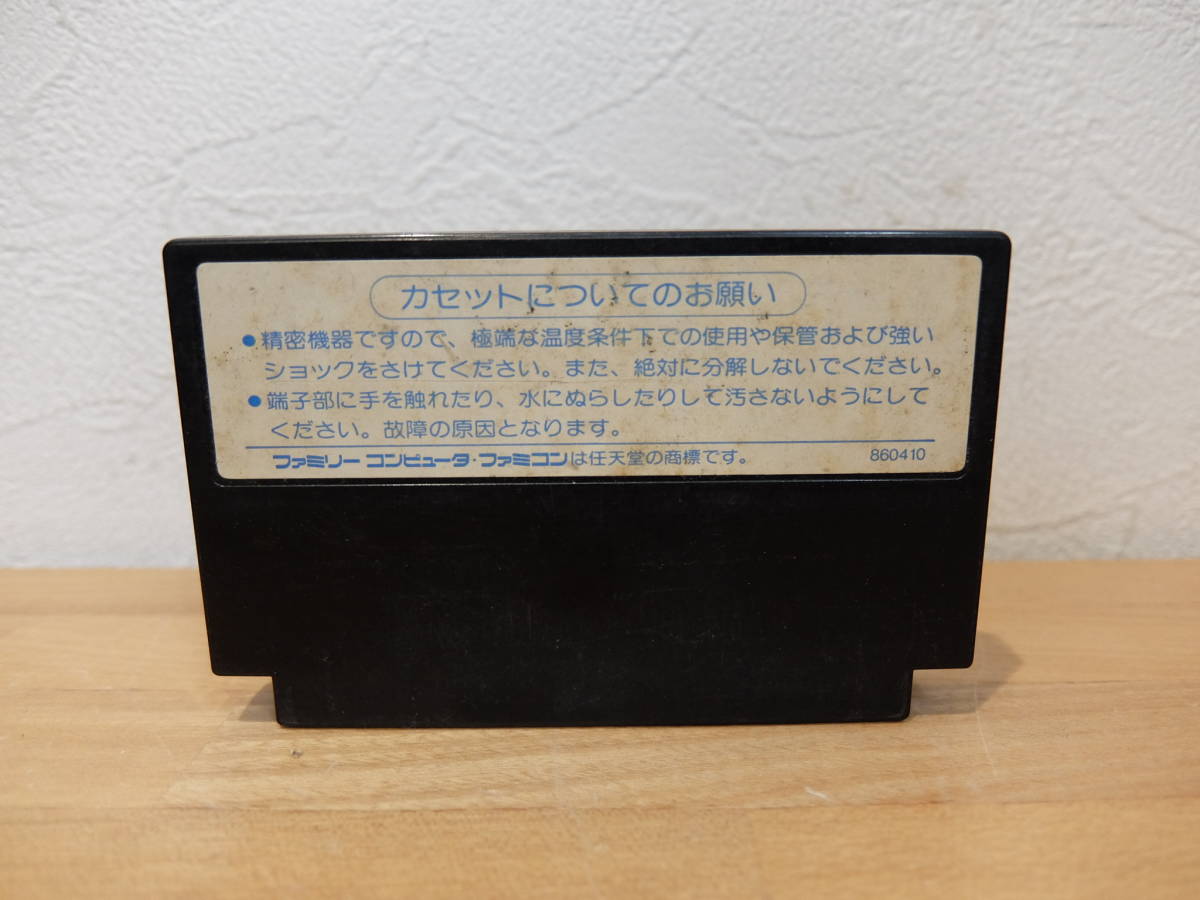 カセットについてのお願い
●精密機器ですので、極端な温度条件下での使用や保管および強い
ショックをさけてください。また、絶対に分解しないでください。
●端子部に手を触れたり、水にぬらしたりして汚さないようにして
ください。故障の原因となります。
ファミリーコンピュータ・ファミコンは任天堂の商標です。 860410